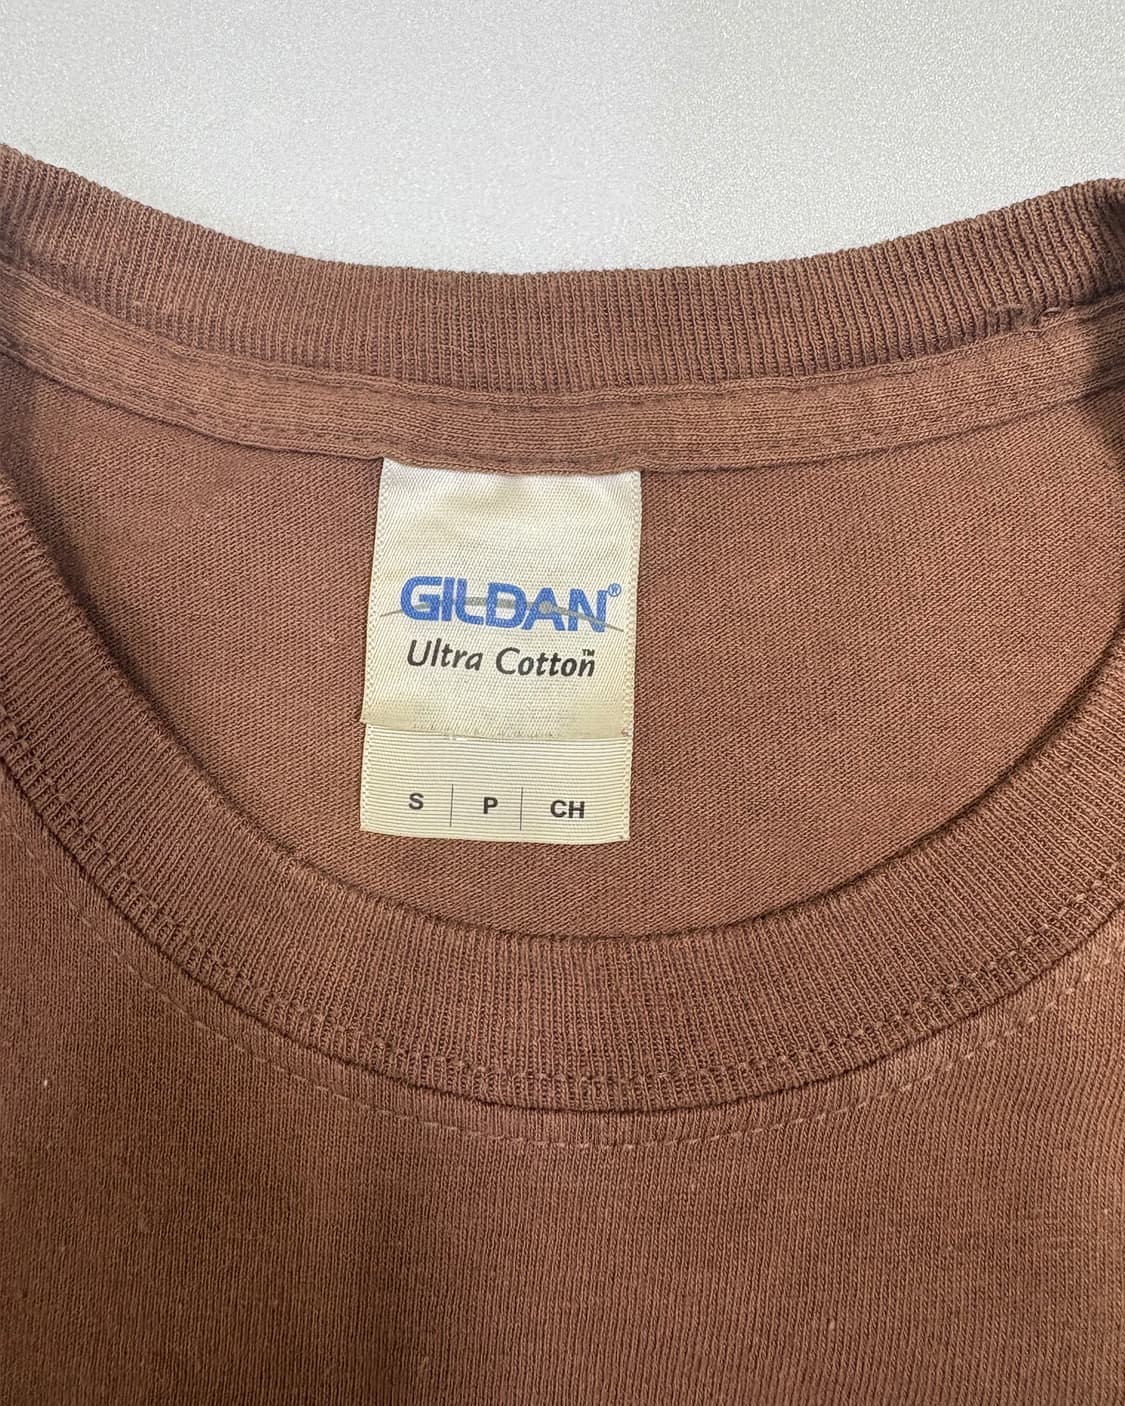 GILDAN®
Ultra Cotton™
S | P | CH